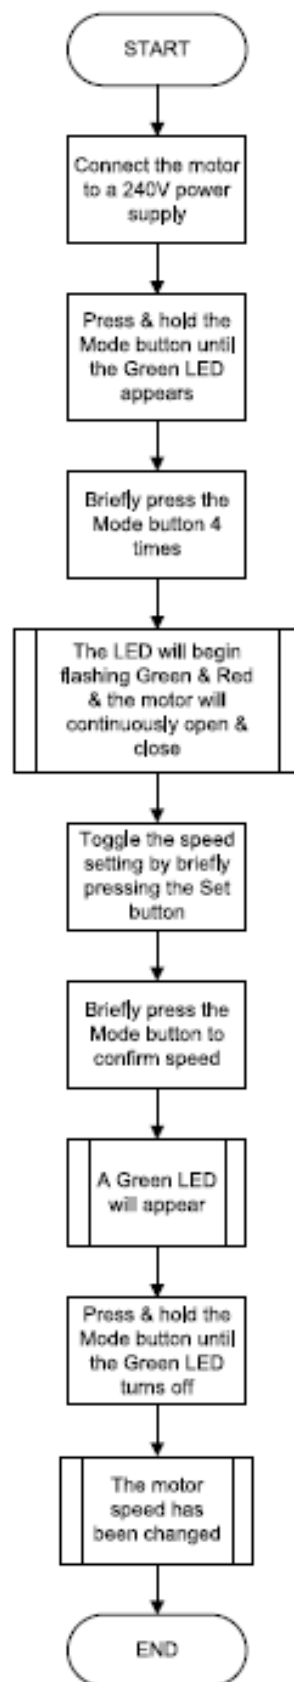 START
Connect the motor
to a 240V power
supply
Press & hold the
Mode button until
the Green LED
appears
Briefly press the
Mode button 4
times
The LED will begin
flashing Green & Red
& the motor will
continuously open &
close
Toggle the speed
setting by briefly
pressing the Set
button
Briefly press the
Mode button to
confirm speed
A Green LED
will appear
Press & hold the
Mode button until
the Green LED
turns off
The motor
speed has
been changed
END